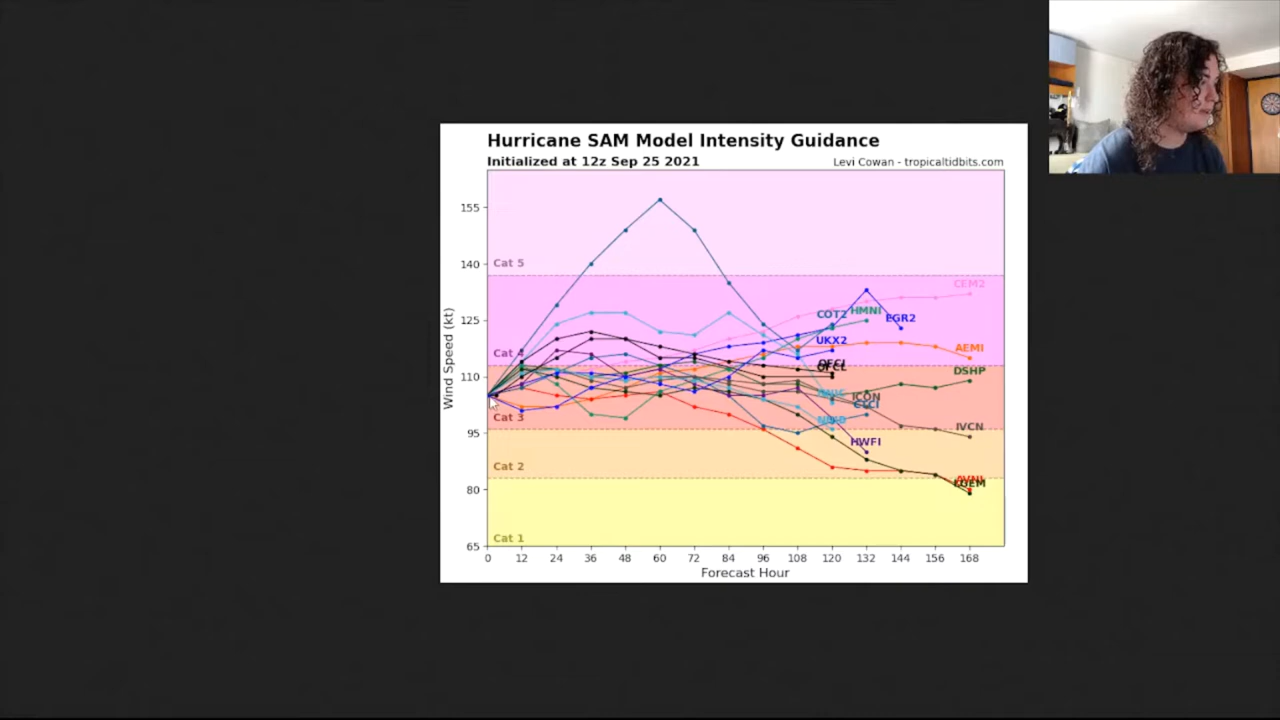 Hurricane SAM Model Intensity Guidance
Initialized at 12z Sep 25 2021
Levi Cowan - tropicaltidbits.com
155
140
125
110
95
80
65
Wind Speed (kt)
Cat 5
Cat 4
Cat 3
Cat 2
Cat 1
CEM2
COT2
HMNI
EGR2
UKX2
AEMI
OFCL
DSHP
ICON
CTCI
IVCN
HWFI
AVNI
0 12 24 36 48 60 72 84 96 108 120 132 144 156 168
Forecast Hour